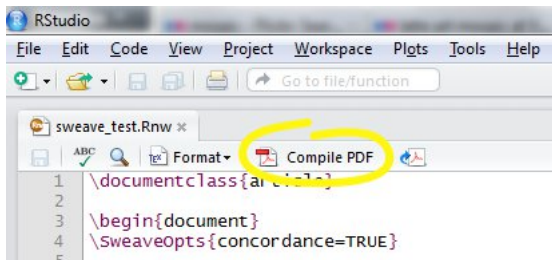 RStudio
File Edit Code View Project Workspace Plots Tools Help
Go to file/function
sweave_test.Rnw
ABC Format Compile PDF
1 \documentclass{article}
2
3 \begin{document}
4 \SweaveOpts{concordance=TRUE}